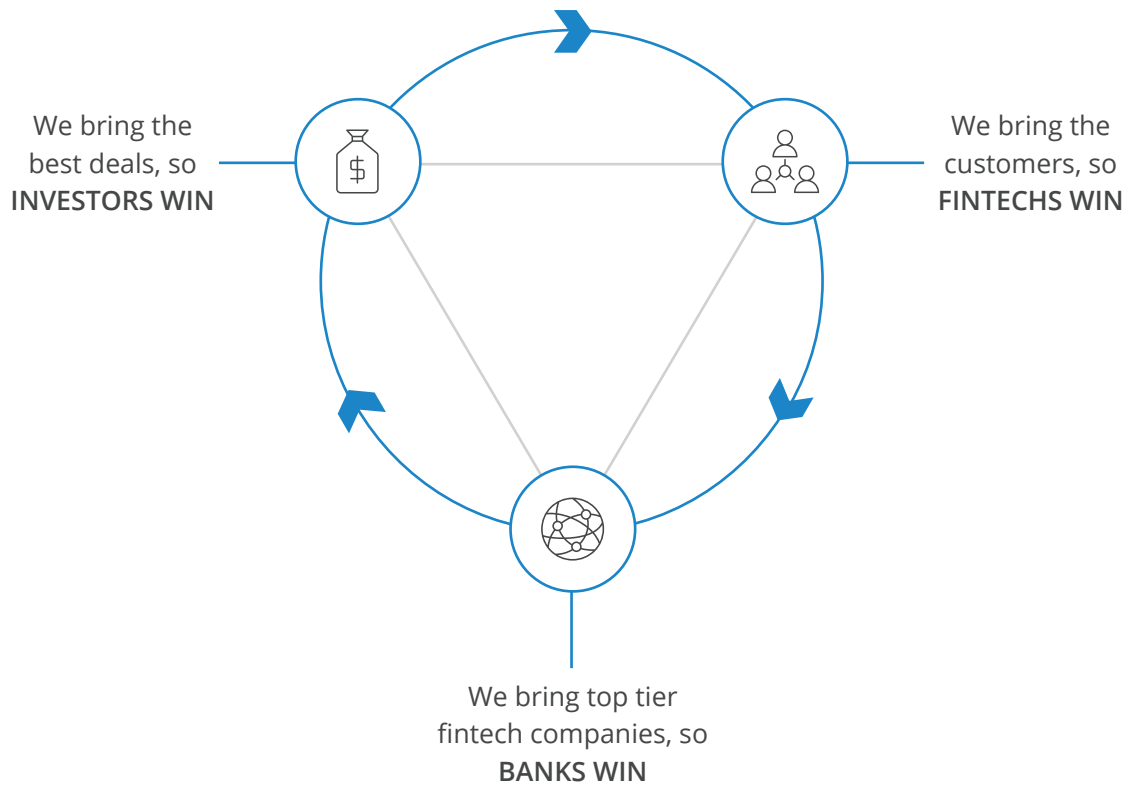 We bring the
best deals, so
INVESTORS WIN
$
We bring the
customers, so
FINTECHS WIN
We bring top tier
fintech companies, so
BANKS WIN